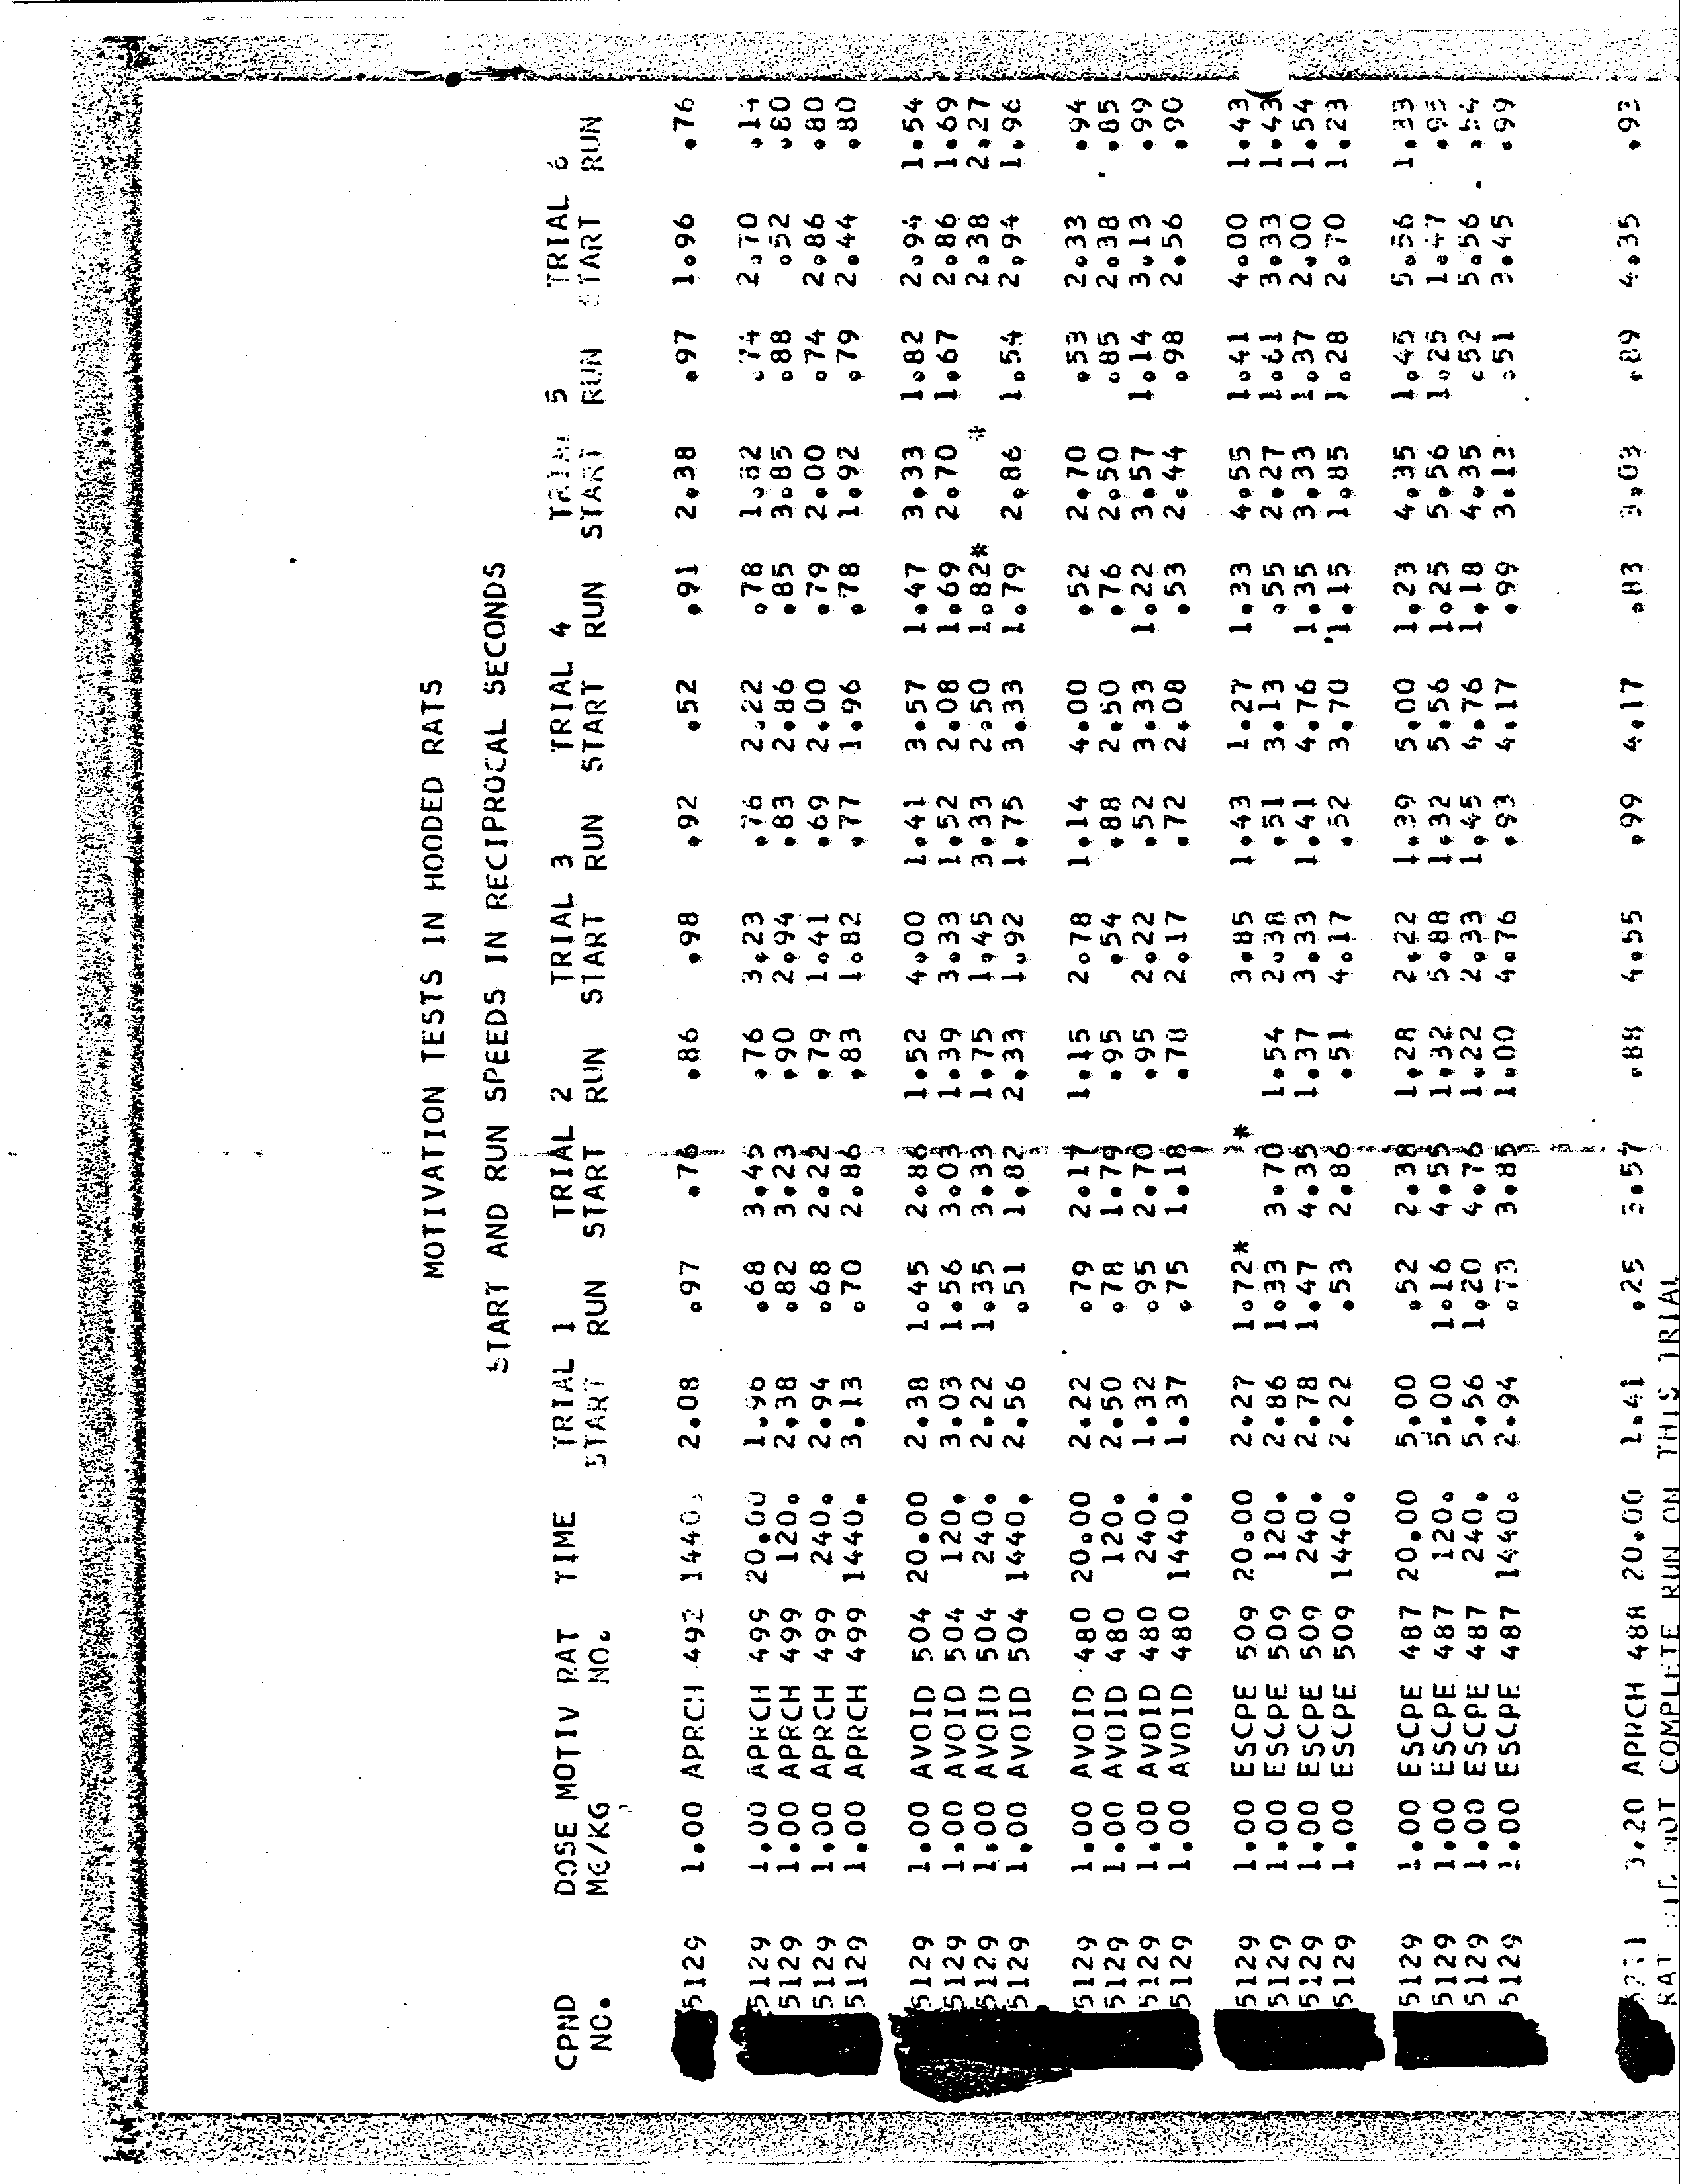 MOTIVATION TESTS IN HOODED RATS
START AND RUN SPEEDS IN RECIPROCAL SECONDS
CPND DOSE MOTIV RAT TIME TRIAL 1 TRIAL 2 TRIAL 3 TRIAL 4 TRIAL 5 TRIAL 6
NO. MG/KG NO. START RUN START RUN START RUN START RUN START RUN START RUN
5129 1.00 APRCH 492 1440. 2.08 .97 .76 .86 .98 .92 .52 .91 2.38 .97 1.96 .76
5129 1.00 APRCH 499 20.00 1.96 .68 3.45 .76 3.23 .76 2.22 .78 1.82 .74 2.70
5129 1.00 APRCH 499 120. 2.38 .82 3.23 .90 2.94 .83 2.86 .85 3.85 .88 .52 .80
5129 1.00 APRCH 499 240. 2.94 .68 2.22 .79 1.41 .69 2.00 .79 2.00 .74 2.86 .80
5129 1.00 APRCH 499 1440. 3.13 .70 2.86 .83 1.82 .77 1.96 .78 1.92 .79 2.44 .80
5129 1.00 AVOID 504 20.00 2.38 1.45 2.86 1.52 4.00 1.41 3.57 1.47 3.33 1.82 2.94 1.54
5129 1.00 AVOID 504 120. 3.03 1.56 3.03 1.39 3.33 1.52 2.08 1.69 2.70 1.67 2.86 1.69
5129 1.00 AVOID 504 240. 2.22 1.35 3.33 1.75 1.45 3.33 2.50 1.82* * 2.38 2.27
5129 1.00 AVOID 504 1440. 2.56 .51 1.82 2.33 1.92 1.75 3.33 1.79 2.86 1.54 2.94 1.96
5129 1.00 AVOID 480 20.00 2.22 .79 2.17 1.15 2.78 1.14 4.00 .52 2.70 .53 2.33 .94
5129 1.00 AVOID 480 120. 2.50 .78 1.79 .95 .54 .88 2.50 .76 2.50 .85 2.38 .85
5129 1.00 AVOID 480 240. 1.32 .95 2.70 .95 2.22 .52 3.33 1.22 3.57 1.14 3.13 .99
5129 1.00 AVOID 480 1440. 1.37 .75 1.18 .78 2.17 .72 2.08 .53 2.44 .98 2.56 .90
5129 1.00 ESCPE 509 20.00 2.27 1.72* * 3.85 1.43 1.27 1.33 4.55 1.41 4.00 1.43
5129 1.00 ESCPE 509 120. 2.86 1.33 3.70 1.54 2.38 .51 3.13 .55 2.27 1.61 3.33 1.43
5129 1.00 ESCPE 509 240. 2.78 1.47 4.35 1.37 3.33 1.41 4.76 1.35 3.33 1.37 2.00 1.54
5129 1.00 ESCPE 509 1440. 2.22 .53 2.86 .51 4.17 .52 3.70 1.15 1.85 1.28 2.70 1.23
5129 1.00 ESCPE 487 20.00 5.00 .52 2.38 1.28 2.22 1.39 5.00 1.23 4.35 1.45 5.56 1.33
5129 1.00 ESCPE 487 120. 5.00 1.16 4.55 1.32 5.88 1.32 5.56 1.25 5.56 1.25 1.47
5129 1.00 ESCPE 487 240. 5.56 1.20 4.76 1.22 2.33 1.45 4.76 1.18 4.35 .52 5.56
5129 1.00 ESCPE 487 1440. 2.94 .73 3.85 1.00 4.76 .93 4.17 .99 3.13 .51 3.45 .99
3.20 APRCH 488 20.00 1.41 .25 3.57 .88 4.55 .99 4.17 .83 3.03 .89 4.35 .93
RAT DID NOT COMPLETE RUN ON THIS TRIAL